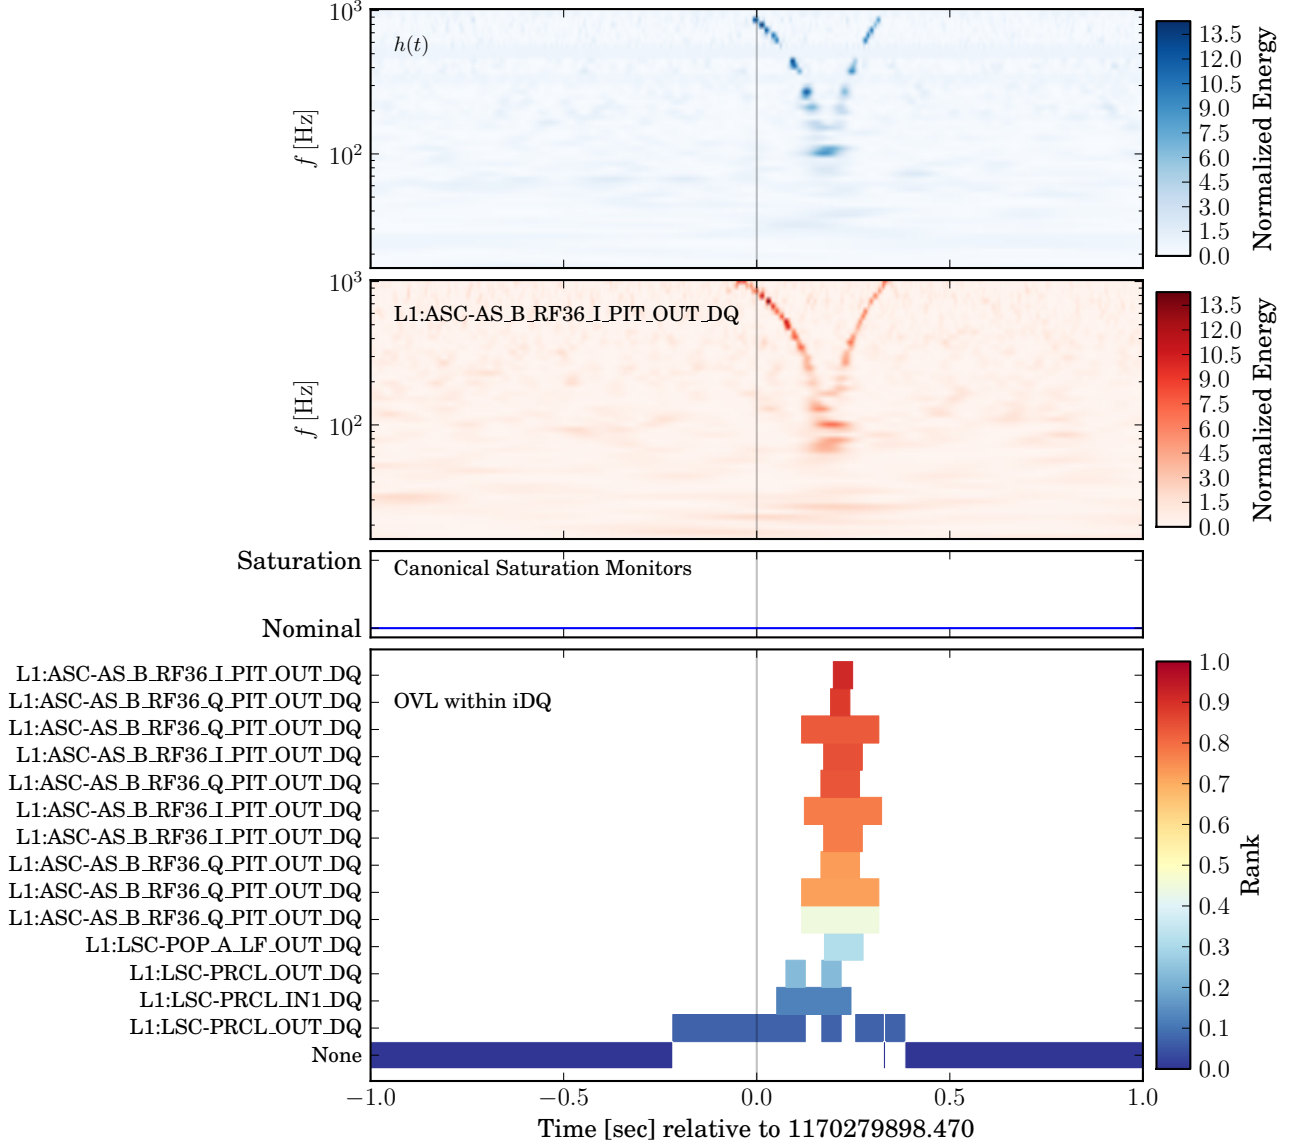 10³
10²
f [Hz]
h(t)
13.5
12.0
10.5
9.0
7.5
6.0
4.5
3.0
1.5
0.0
Normalized Energy
10³
10²
f [Hz]
L1:ASC-AS_B_RF36_I_PIT_OUT_DQ
13.5
12.0
10.5
9.0
7.5
6.0
4.5
3.0
1.5
0.0
Normalized Energy
Saturation
Nominal
Canonical Saturation Monitors
L1:ASC-AS_B_RF36_I_PIT_OUT_DQ
L1:ASC-AS_B_RF36_Q_PIT_OUT_DQ
L1:ASC-AS_B_RF36_Q_PIT_OUT_DQ
L1:ASC-AS_B_RF36_I_PIT_OUT_DQ
L1:ASC-AS_B_RF36_Q_PIT_OUT_DQ
L1:ASC-AS_B_RF36_I_PIT_OUT_DQ
L1:ASC-AS_B_RF36_I_PIT_OUT_DQ
L1:ASC-AS_B_RF36_Q_PIT_OUT_DQ
L1:ASC-AS_B_RF36_Q_PIT_OUT_DQ
L1:ASC-AS_B_RF36_Q_PIT_OUT_DQ
L1:LSC-POP_A_LF_OUT_DQ
L1:LSC-PRCL_OUT_DQ
L1:LSC-PRCL_IN1_DQ
L1:LSC-PRCL_OUT_DQ
None
OVL within iDQ
1.0
0.9
0.8
0.7
0.6
0.5
0.4
0.3
0.2
0.1
0.0
Rank
−1.0 −0.5 0.0 0.5 1.0
Time [sec] relative to 1170279898.470